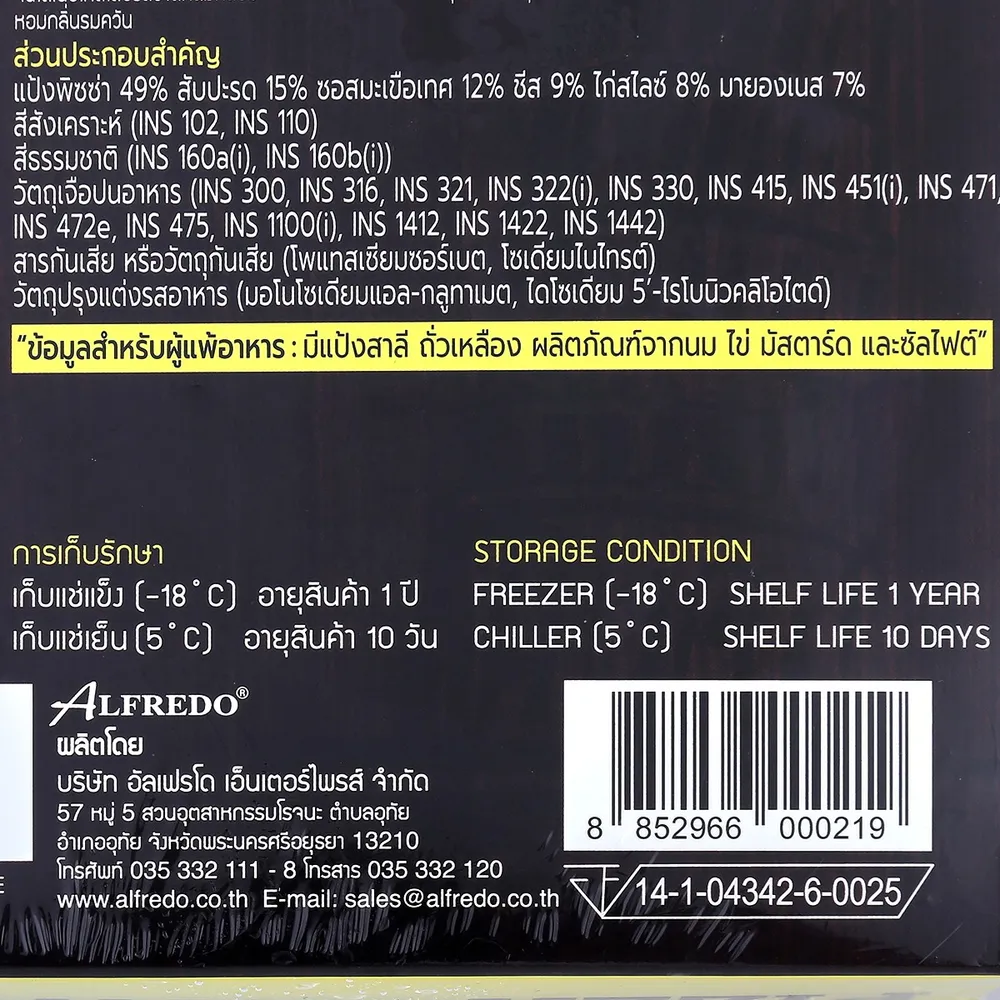 หอมกลิ่นรมควัน
ส่วนประกอบสำคัญ
แป้งพิซซ่า 49% สับปะรด 15% ซอสมะเขือเทศ 12% ชีส 9% ไก่สไลซ์ 8% มายองเนส 7%
สีสังเคราะห์ (INS 102, INS 110)
สีธรรมชาติ (INS 160a(i), INS 160b(i))
วัตถุเจือปนอาหาร (INS 300, INS 316, INS 321, INS 322(i), INS 330, INS 415, INS 451(i), INS 471,
INS 472e, INS 475, INS 1100(i), INS 1412, INS 1422, INS 1442)
สารกันเสีย หรือวัตถุกันเสีย (โพแทสเซียมซอร์เบต, โซเดียมไนไทรต์)
วัตถุปรุงแต่งรสอาหาร (มอโนโซเดียมแอล-กลูทาเมต, ไดโซเดียม 5'-ไรโบนิวคลีโอไตด์)
"ข้อมูลสำหรับผู้แพ้อาหาร : มีแป้งสาลี ถั่วเหลือง ผลิตภัณฑ์จากนม ไข่ มัสตาร์ด และซัลไฟต์"
การเก็บรักษา
เก็บแช่แข็ง (-18 °C) อายุสินค้า 1 ปี
เก็บแช่เย็น (5 °C) อายุสินค้า 10 วัน
STORAGE CONDITION
FREEZER (-18 °C) SHELF LIFE 1 YEAR
CHILLER (5 °C) SHELF LIFE 10 DAYS
ALFREDO®
ผลิตโดย
บริษัท อัลเฟรโด เอ็นเตอร์ไพรส์ จำกัด
57 หมู่ 5 สวนอุตสาหกรรมโรจนะ ตำบลอุทัย
อำเภออุทัย จังหวัดพระนครศรีอยุธยา 13210
โทรศัพท์ 035 332 111 - 8 โทรสาร 035 332 120
www.alfredo.co.th E-mail: sales@alfredo.co.th
8 852966 000219
14-1-04342-6-0025